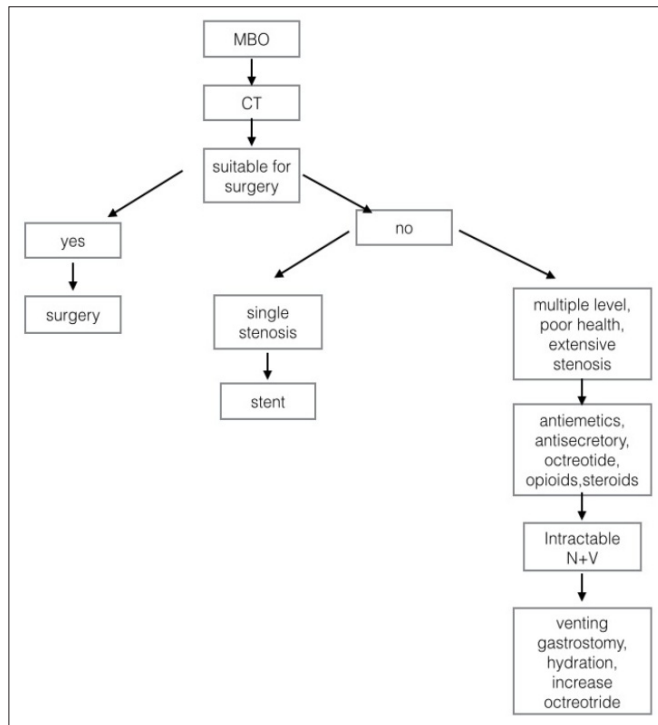 MBO
CT
suitable for
surgery
yes
no
surgery
single
stenosis
stent
multiple level,
poor health,
extensive
stenosis
antiemetics,
antisecretory,
octreotide,
opioids,steroids
Intractable
N+V
venting
gastrostomy,
hydration,
increase
octreotride